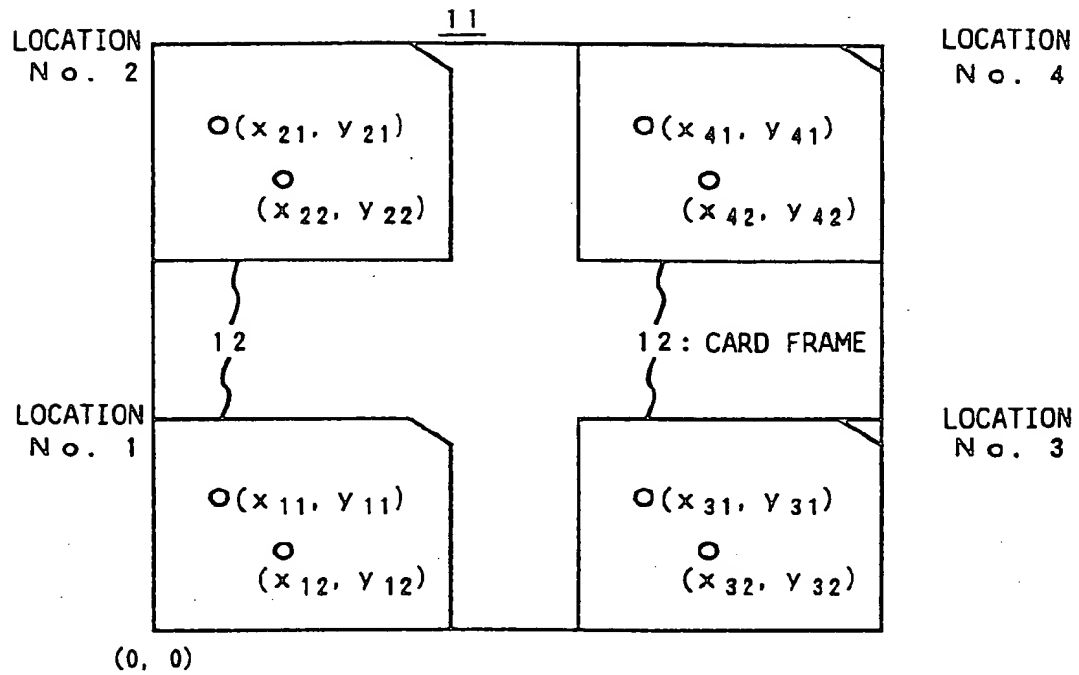 11
LOCATION
No. 2
LOCATION
No. 4
(x21, y21)
(x41, y41)
(x22, y22)
(x42, y42)
12
12: CARD FRAME
LOCATION
No. 1
LOCATION
No. 3
(x11, y11)
(x31, y31)
(x12, y12)
(x32, y32)
(0, 0)